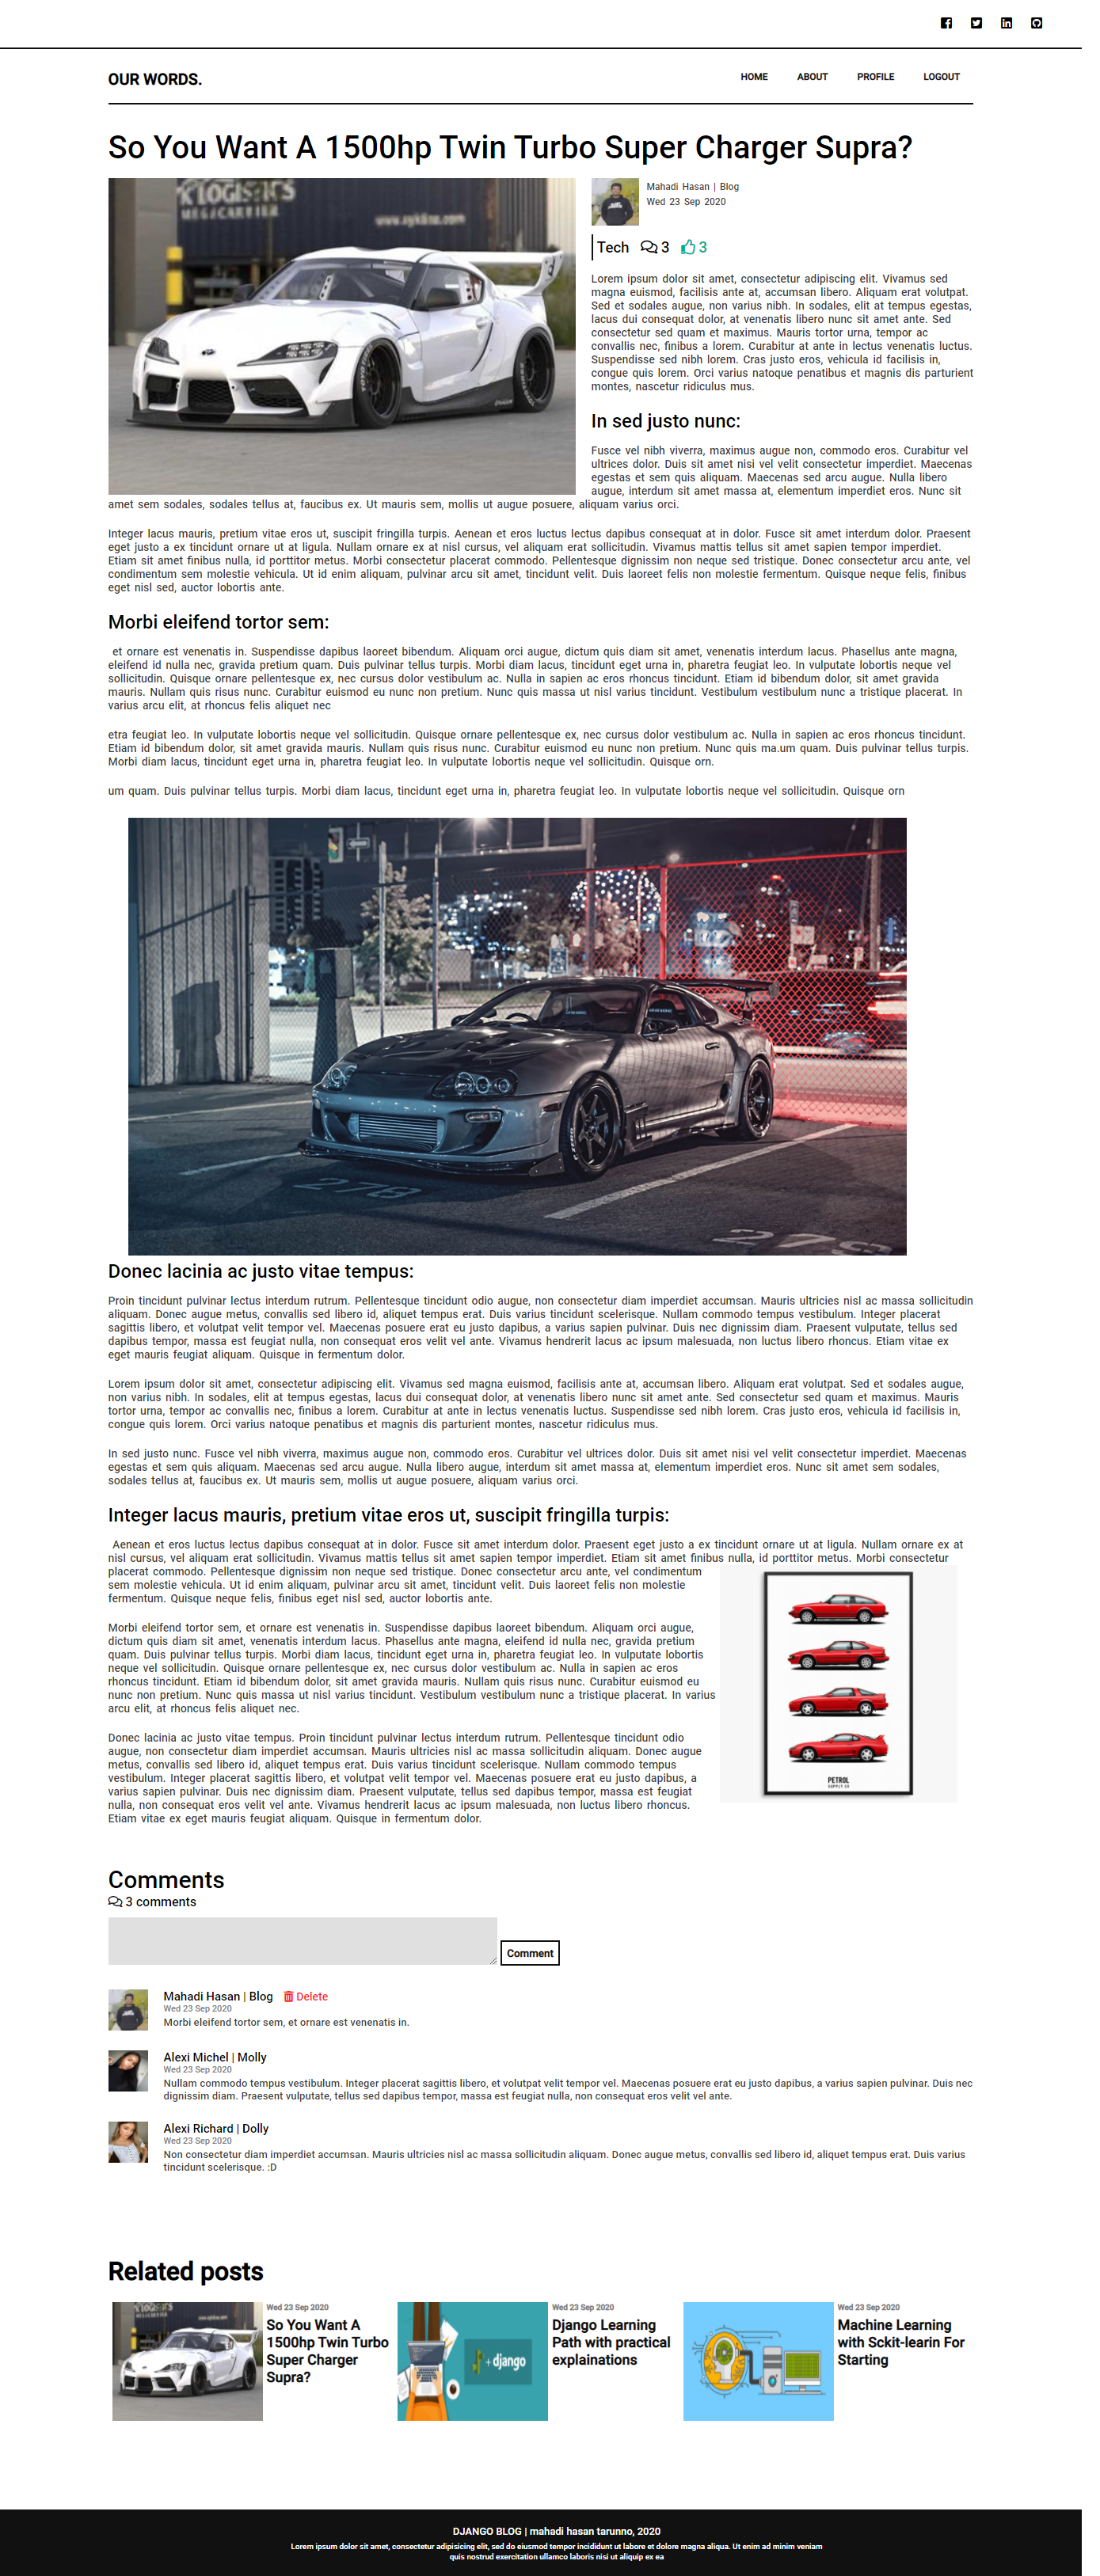 OUR WORDS.
HOME ABOUT PROFILE LOGOUT
So You Want A 1500hp Twin Turbo Super Charger Supra?
Mahadi Hasan | Blog
Wed 23 Sep 2020
Tech 3 3
Lorem ipsum dolor sit amet, consectetur adipiscing elit. Vivamus sed
magna euismod, facilisis ante at, accumsan libero. Aliquam erat volutpat.
Sed et sodales augue, non varius nibh. In sodales, elit at tempus egestas,
lacus dui consequat dolor, at venenatis libero nunc sit amet ante. Sed
consectetur sed quam et maximus. Mauris tortor urna, tempor ac
convallis nec, finibus a lorem. Curabitur at ante in lectus venenatis luctus.
Suspendisse sed nibh lorem. Cras justo eros, vehicula id facilisis in,
congue quis lorem. Orci varius natoque penatibus et magnis dis parturient
montes, nascetur ridiculus mus.
In sed justo nunc:
Fusce vel nibh viverra, maximus augue non, commodo eros. Curabitur vel
ultrices dolor. Duis sit amet nisi vel velit consectetur imperdiet. Maecenas
egestas et sem quis aliquam. Maecenas sed arcu augue. Nulla libero
augue, interdum sit amet massa at, elementum imperdiet eros. Nunc sit
amet sem sodales, sodales tellus at, faucibus ex. Ut mauris sem, mollis ut augue posuere, aliquam varius orci.
Integer lacus mauris, pretium vitae eros ut, suscipit fringilla turpis. Aenean et eros luctus lectus dapibus consequat at in dolor. Fusce sit amet interdum dolor. Praesent
eget justo a ex tincidunt ornare ut at ligula. Nullam ornare ex at nisl cursus, vel aliquam erat sollicitudin. Vivamus mattis tellus sit amet sapien tempor imperdiet.
Etiam sit amet finibus nulla, id porttitor metus. Morbi consectetur placerat commodo. Pellentesque dignissim non neque sed tristique. Donec consectetur arcu ante, vel
condimentum sem molestie vehicula. Ut id enim aliquam, pulvinar arcu sit amet, tincidunt velit. Duis laoreet felis non molestie fermentum. Quisque neque felis, finibus
eget nisl sed, auctor lobortis ante.
Morbi eleifend tortor sem:
et ornare est venenatis in. Suspendisse dapibus laoreet bibendum. Aliquam orci augue, dictum quis diam sit amet, venenatis interdum lacus. Phasellus ante magna,
eleifend id nulla nec, gravida pretium quam. Duis pulvinar tellus turpis. Morbi diam lacus, tincidunt eget urna in, pharetra feugiat leo. In vulputate lobortis neque vel
sollicitudin. Quisque ornare pellentesque ex, nec cursus dolor vestibulum ac. Nulla in sapien ac eros rhoncus tincidunt. Etiam id bibendum dolor, sit amet gravida
mauris. Nullam quis risus nunc. Curabitur euismod eu nunc non pretium. Nunc quis massa ut nisl varius tincidunt. Vestibulum vestibulum nunc a tristique placerat. In
varius arcu elit, at rhoncus felis aliquet nec
etra feugiat leo. In vulputate lobortis neque vel sollicitudin. Quisque ornare pellentesque ex, nec cursus dolor vestibulum ac. Nulla in sapien ac eros rhoncus tincidunt.
Etiam id bibendum dolor, sit amet gravida mauris. Nullam quis risus nunc. Curabitur euismod eu nunc non pretium. Nunc quis ma.um quam. Duis pulvinar tellus turpis.
Morbi diam lacus, tincidunt eget urna in, pharetra feugiat leo. In vulputate lobortis neque vel sollicitudin. Quisque orn.
um quam. Duis pulvinar tellus turpis. Morbi diam lacus, tincidunt eget urna in, pharetra feugiat leo. In vulputate lobortis neque vel sollicitudin. Quisque orn
Donec lacinia ac justo vitae tempus:
Proin tincidunt pulvinar lectus interdum rutrum. Pellentesque tincidunt odio augue, non consectetur diam imperdiet accumsan. Mauris ultricies nisl ac massa sollicitudin
aliquam. Donec augue metus, convallis sed libero id, aliquet tempus erat. Duis varius tincidunt scelerisque. Nullam commodo tempus vestibulum. Integer placerat
sagittis libero, et volutpat velit tempor vel. Maecenas posuere erat eu justo dapibus, a varius sapien pulvinar. Duis nec dignissim diam. Praesent vulputate, tellus sed
dapibus tempor, massa est feugiat nulla, non consequat eros velit vel ante. Vivamus hendrerit lacus ac ipsum malesuada, non luctus libero rhoncus. Etiam vitae ex
eget mauris feugiat aliquam. Quisque in fermentum dolor.
Lorem ipsum dolor sit amet, consectetur adipiscing elit. Vivamus sed magna euismod, facilisis ante at, accumsan libero. Aliquam erat volutpat. Sed et sodales augue,
non varius nibh. In sodales, elit at tempus egestas, lacus dui consequat dolor, at venenatis libero nunc sit amet ante. Sed consectetur sed quam et maximus. Mauris
tortor urna, tempor ac convallis nec, finibus a lorem. Curabitur at ante in lectus venenatis luctus. Suspendisse sed nibh lorem. Cras justo eros, vehicula id facilisis in,
congue quis lorem. Orci varius natoque penatibus et magnis dis parturient montes, nascetur ridiculus mus.
In sed justo nunc. Fusce vel nibh viverra, maximus augue non, commodo eros. Curabitur vel ultrices dolor. Duis sit amet nisi vel velit consectetur imperdiet. Maecenas
egestas et sem quis aliquam. Maecenas sed arcu augue. Nulla libero augue, interdum sit amet massa at, elementum imperdiet eros. Nunc sit amet sem sodales,
sodales tellus at, faucibus ex. Ut mauris sem, mollis ut augue posuere, aliquam varius orci.
Integer lacus mauris, pretium vitae eros ut, suscipit fringilla turpis:
Aenean et eros luctus lectus dapibus consequat at in dolor. Fusce sit amet interdum dolor. Praesent eget justo a ex tincidunt ornare ut at ligula. Nullam ornare ex at
nisl cursus, vel aliquam erat sollicitudin. Vivamus mattis tellus sit amet sapien tempor imperdiet. Etiam sit amet finibus nulla, id porttitor metus. Morbi consectetur
placerat commodo. Pellentesque dignissim non neque sed tristique. Donec consectetur arcu ante, vel condimentum
sem molestie vehicula. Ut id enim aliquam, pulvinar arcu sit amet, tincidunt velit. Duis laoreet felis non molestie
fermentum. Quisque neque felis, finibus eget nisl sed, auctor lobortis ante.
Morbi eleifend tortor sem, et ornare est venenatis in. Suspendisse dapibus laoreet bibendum. Aliquam orci augue,
dictum quis diam sit amet, venenatis interdum lacus. Phasellus ante magna, eleifend id nulla nec, gravida pretium
quam. Duis pulvinar tellus turpis. Morbi diam lacus, tincidunt eget urna in, pharetra feugiat leo. In vulputate lobortis
neque vel sollicitudin. Quisque ornare pellentesque ex, nec cursus dolor vestibulum ac. Nulla in sapien ac eros
rhoncus tincidunt. Etiam id bibendum dolor, sit amet gravida mauris. Nullam quis risus nunc. Curabitur euismod eu
nunc non pretium. Nunc quis massa ut nisl varius tincidunt. Vestibulum vestibulum nunc a tristique placerat. In varius
arcu elit, at rhoncus felis aliquet nec.
Donec lacinia ac justo vitae tempus. Proin tincidunt pulvinar lectus interdum rutrum. Pellentesque tincidunt odio
augue, non consectetur diam imperdiet accumsan. Mauris ultricies nisl ac massa sollicitudin aliquam. Donec augue
metus, convallis sed libero id, aliquet tempus erat. Duis varius tincidunt scelerisque. Nullam commodo tempus
vestibulum. Integer placerat sagittis libero, et volutpat velit tempor vel. Maecenas posuere erat eu justo dapibus, a
varius sapien pulvinar. Duis nec dignissim diam. Praesent vulputate, tellus sed dapibus tempor, massa est feugiat
nulla, non consequat eros velit vel ante. Vivamus hendrerit lacus ac ipsum malesuada, non luctus libero rhoncus.
Etiam vitae ex eget mauris feugiat aliquam. Quisque in fermentum dolor.
PETROL
SUPPLY CO
Comments
3 comments
Comment
Mahadi Hasan | Blog Delete
Wed 23 Sep 2020
Morbi eleifend tortor sem, et ornare est venenatis in.
Alexi Michel | Molly
Wed 23 Sep 2020
Nullam commodo tempus vestibulum. Integer placerat sagittis libero, et volutpat velit tempor vel. Maecenas posuere erat eu justo dapibus, a varius sapien pulvinar. Duis nec
dignissim diam. Praesent vulputate, tellus sed dapibus tempor, massa est feugiat nulla, non consequat eros velit vel ante.
Alexi Richard | Dolly
Wed 23 Sep 2020
Non consectetur diam imperdiet accumsan. Mauris ultricies nisl ac massa sollicitudin aliquam. Donec augue metus, convallis sed libero id, aliquet tempus erat. Duis varius
tincidunt scelerisque. :D
Related posts
Wed 23 Sep 2020
So You Want A
1500hp Twin Turbo
Super Charger
Supra?
+ django
Wed 23 Sep 2020
Django Learning
Path with practical
explainations
Wed 23 Sep 2020
Machine Learning
with Sckit-learin For
Starting
DJANGO BLOG | mahadi hasan tarunno, 2020
Lorem ipsum dolor sit amet, consectetur adipisicing elit, sed do eiusmod tempor incididunt ut labore et dolore magna aliqua. Ut enim ad minim veniam
quis nostrud exercitation ullamco laboris nisi ut aliquip ex ea